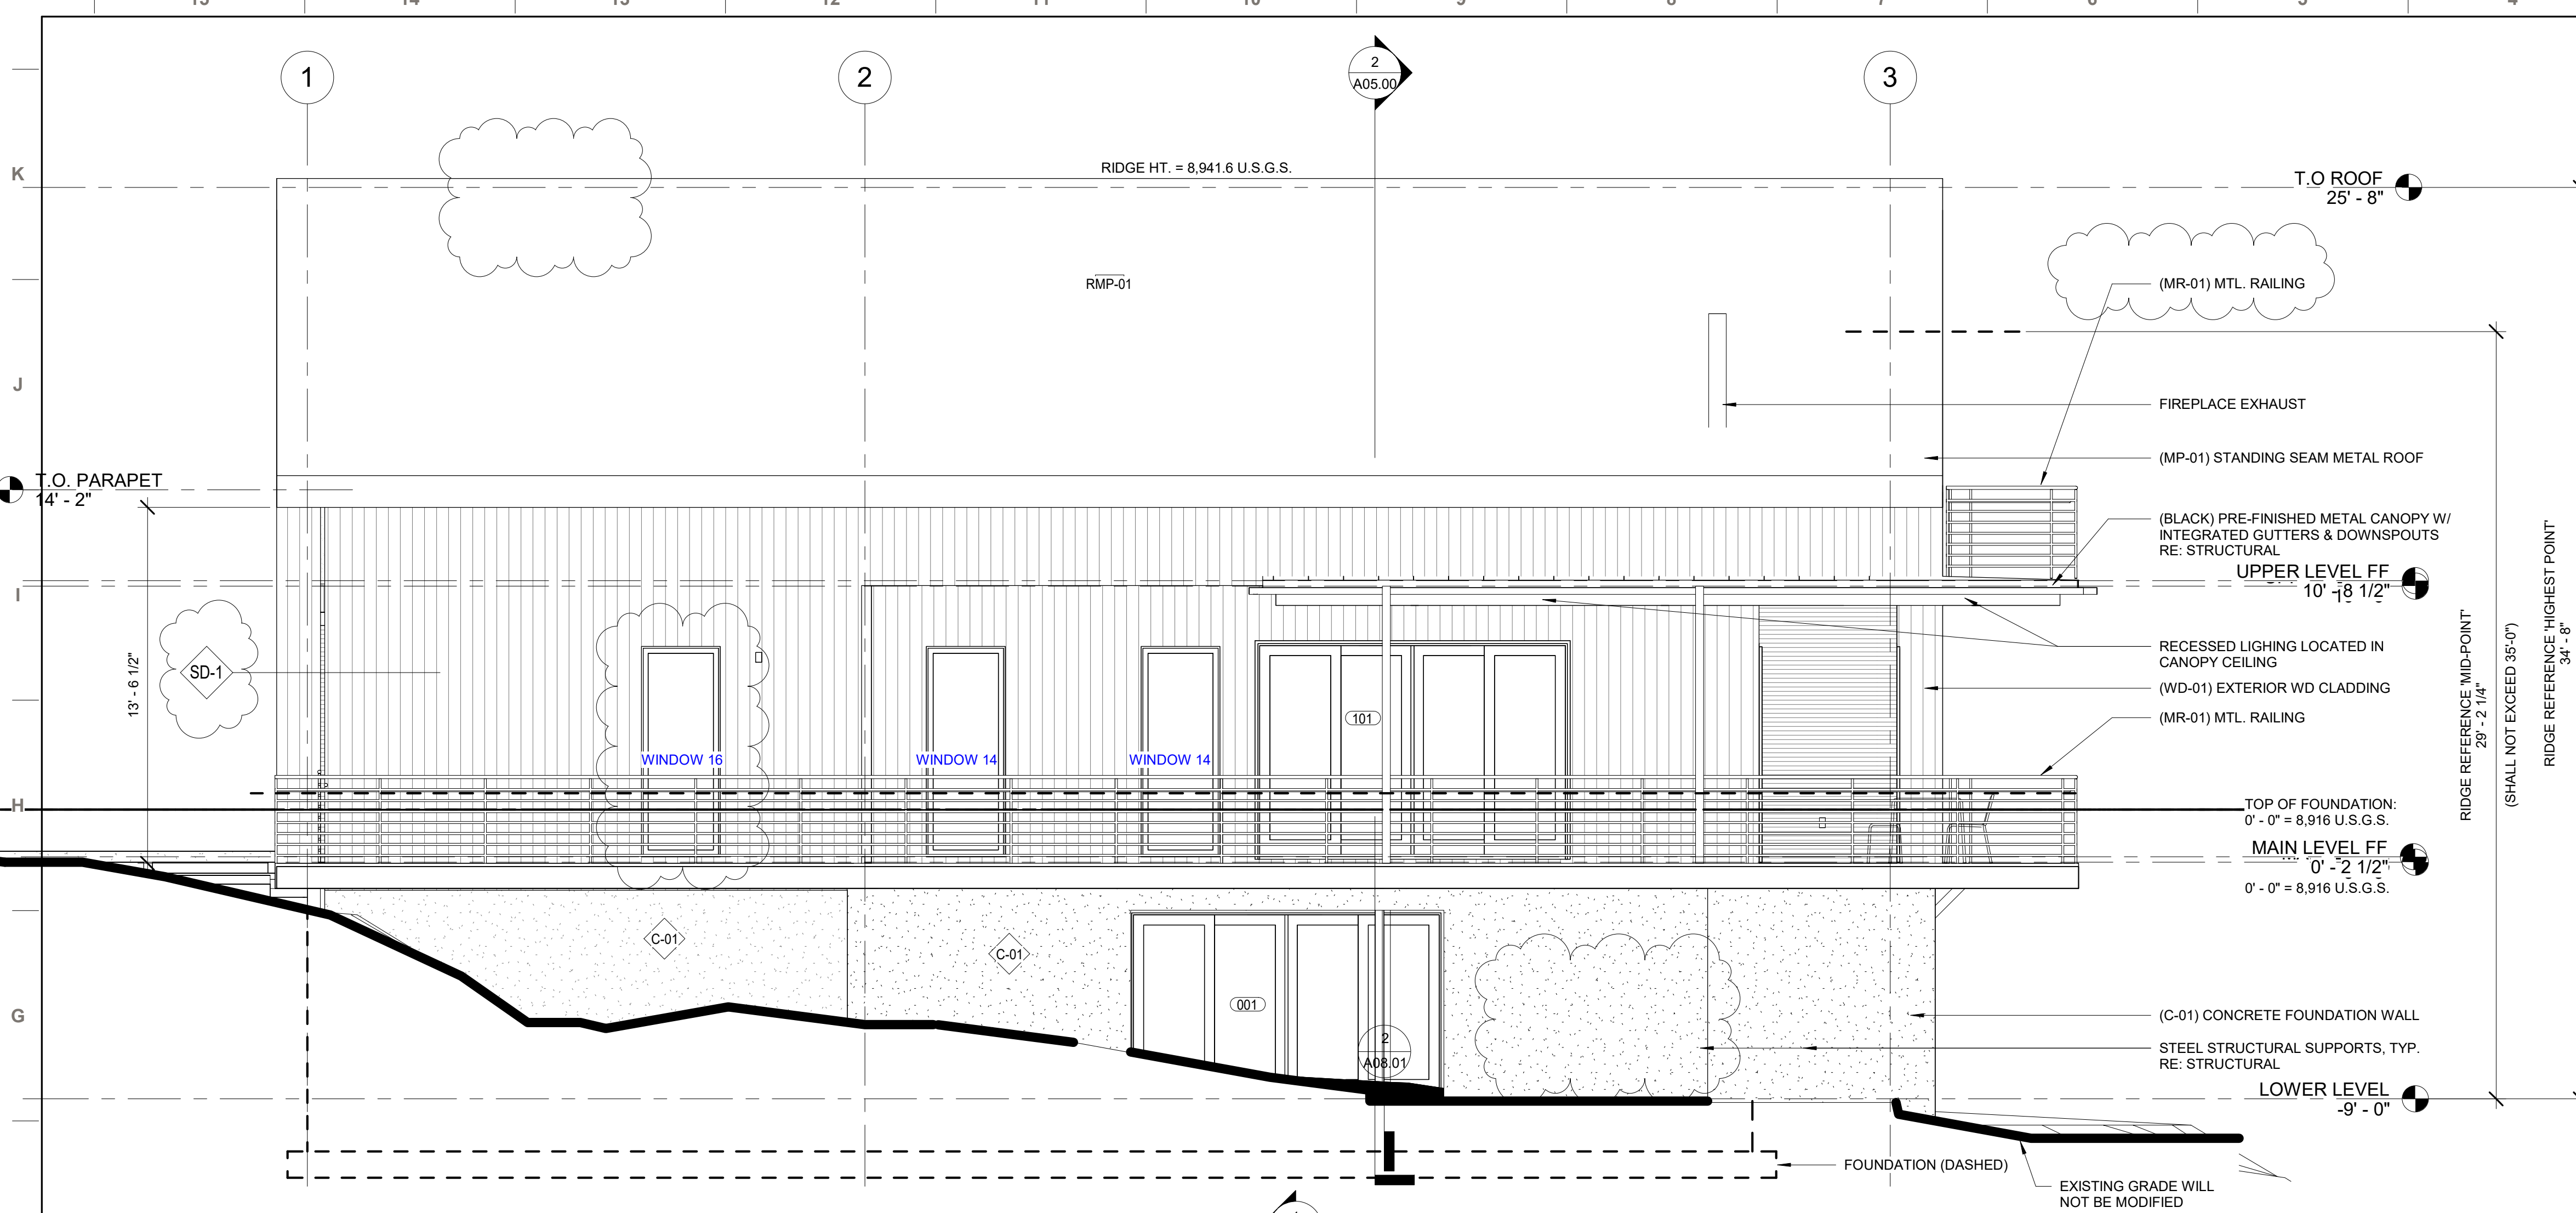 1
2
2
A05.00
3
K
J
I
H
G
RIDGE HT. = 8,941.6 U.S.G.S.
T.O ROOF
25' - 8"
RMP-01
(MR-01) MTL. RAILING
FIREPLACE EXHAUST
(MP-01) STANDING SEAM METAL ROOF
T.O. PARAPET
14' - 2"
(BLACK) PRE-FINISHED METAL CANOPY W/
INTEGRATED GUTTERS & DOWNSPOUTS
RE: STRUCTURAL
UPPER LEVEL FF
10' - 8 1/2"
SD-1
13' - 6 1/2"
RECESSED LIGHING LOCATED IN
CANOPY CEILING
(WD-01) EXTERIOR WD CLADDING
(MR-01) MTL. RAILING
101
WINDOW 16
WINDOW 14
WINDOW 14
RIDGE REFERENCE 'MID-POINT'
29' - 2 1/4"
(SHALL NOT EXCEED 35'-0")
RIDGE REFERENCE 'HIGHEST POINT'
34' - 8"
TOP OF FOUNDATION:
0' - 0" = 8,916 U.S.G.S.
MAIN LEVEL FF
0' - 2 1/2"
0' - 0" = 8,916 U.S.G.S.
C-01
C-01
001
2
A08.01
(C-01) CONCRETE FOUNDATION WALL
STEEL STRUCTURAL SUPPORTS, TYP.
RE: STRUCTURAL
LOWER LEVEL
-9' - 0"
FOUNDATION (DASHED)
EXISTING GRADE WILL
NOT BE MODIFIED